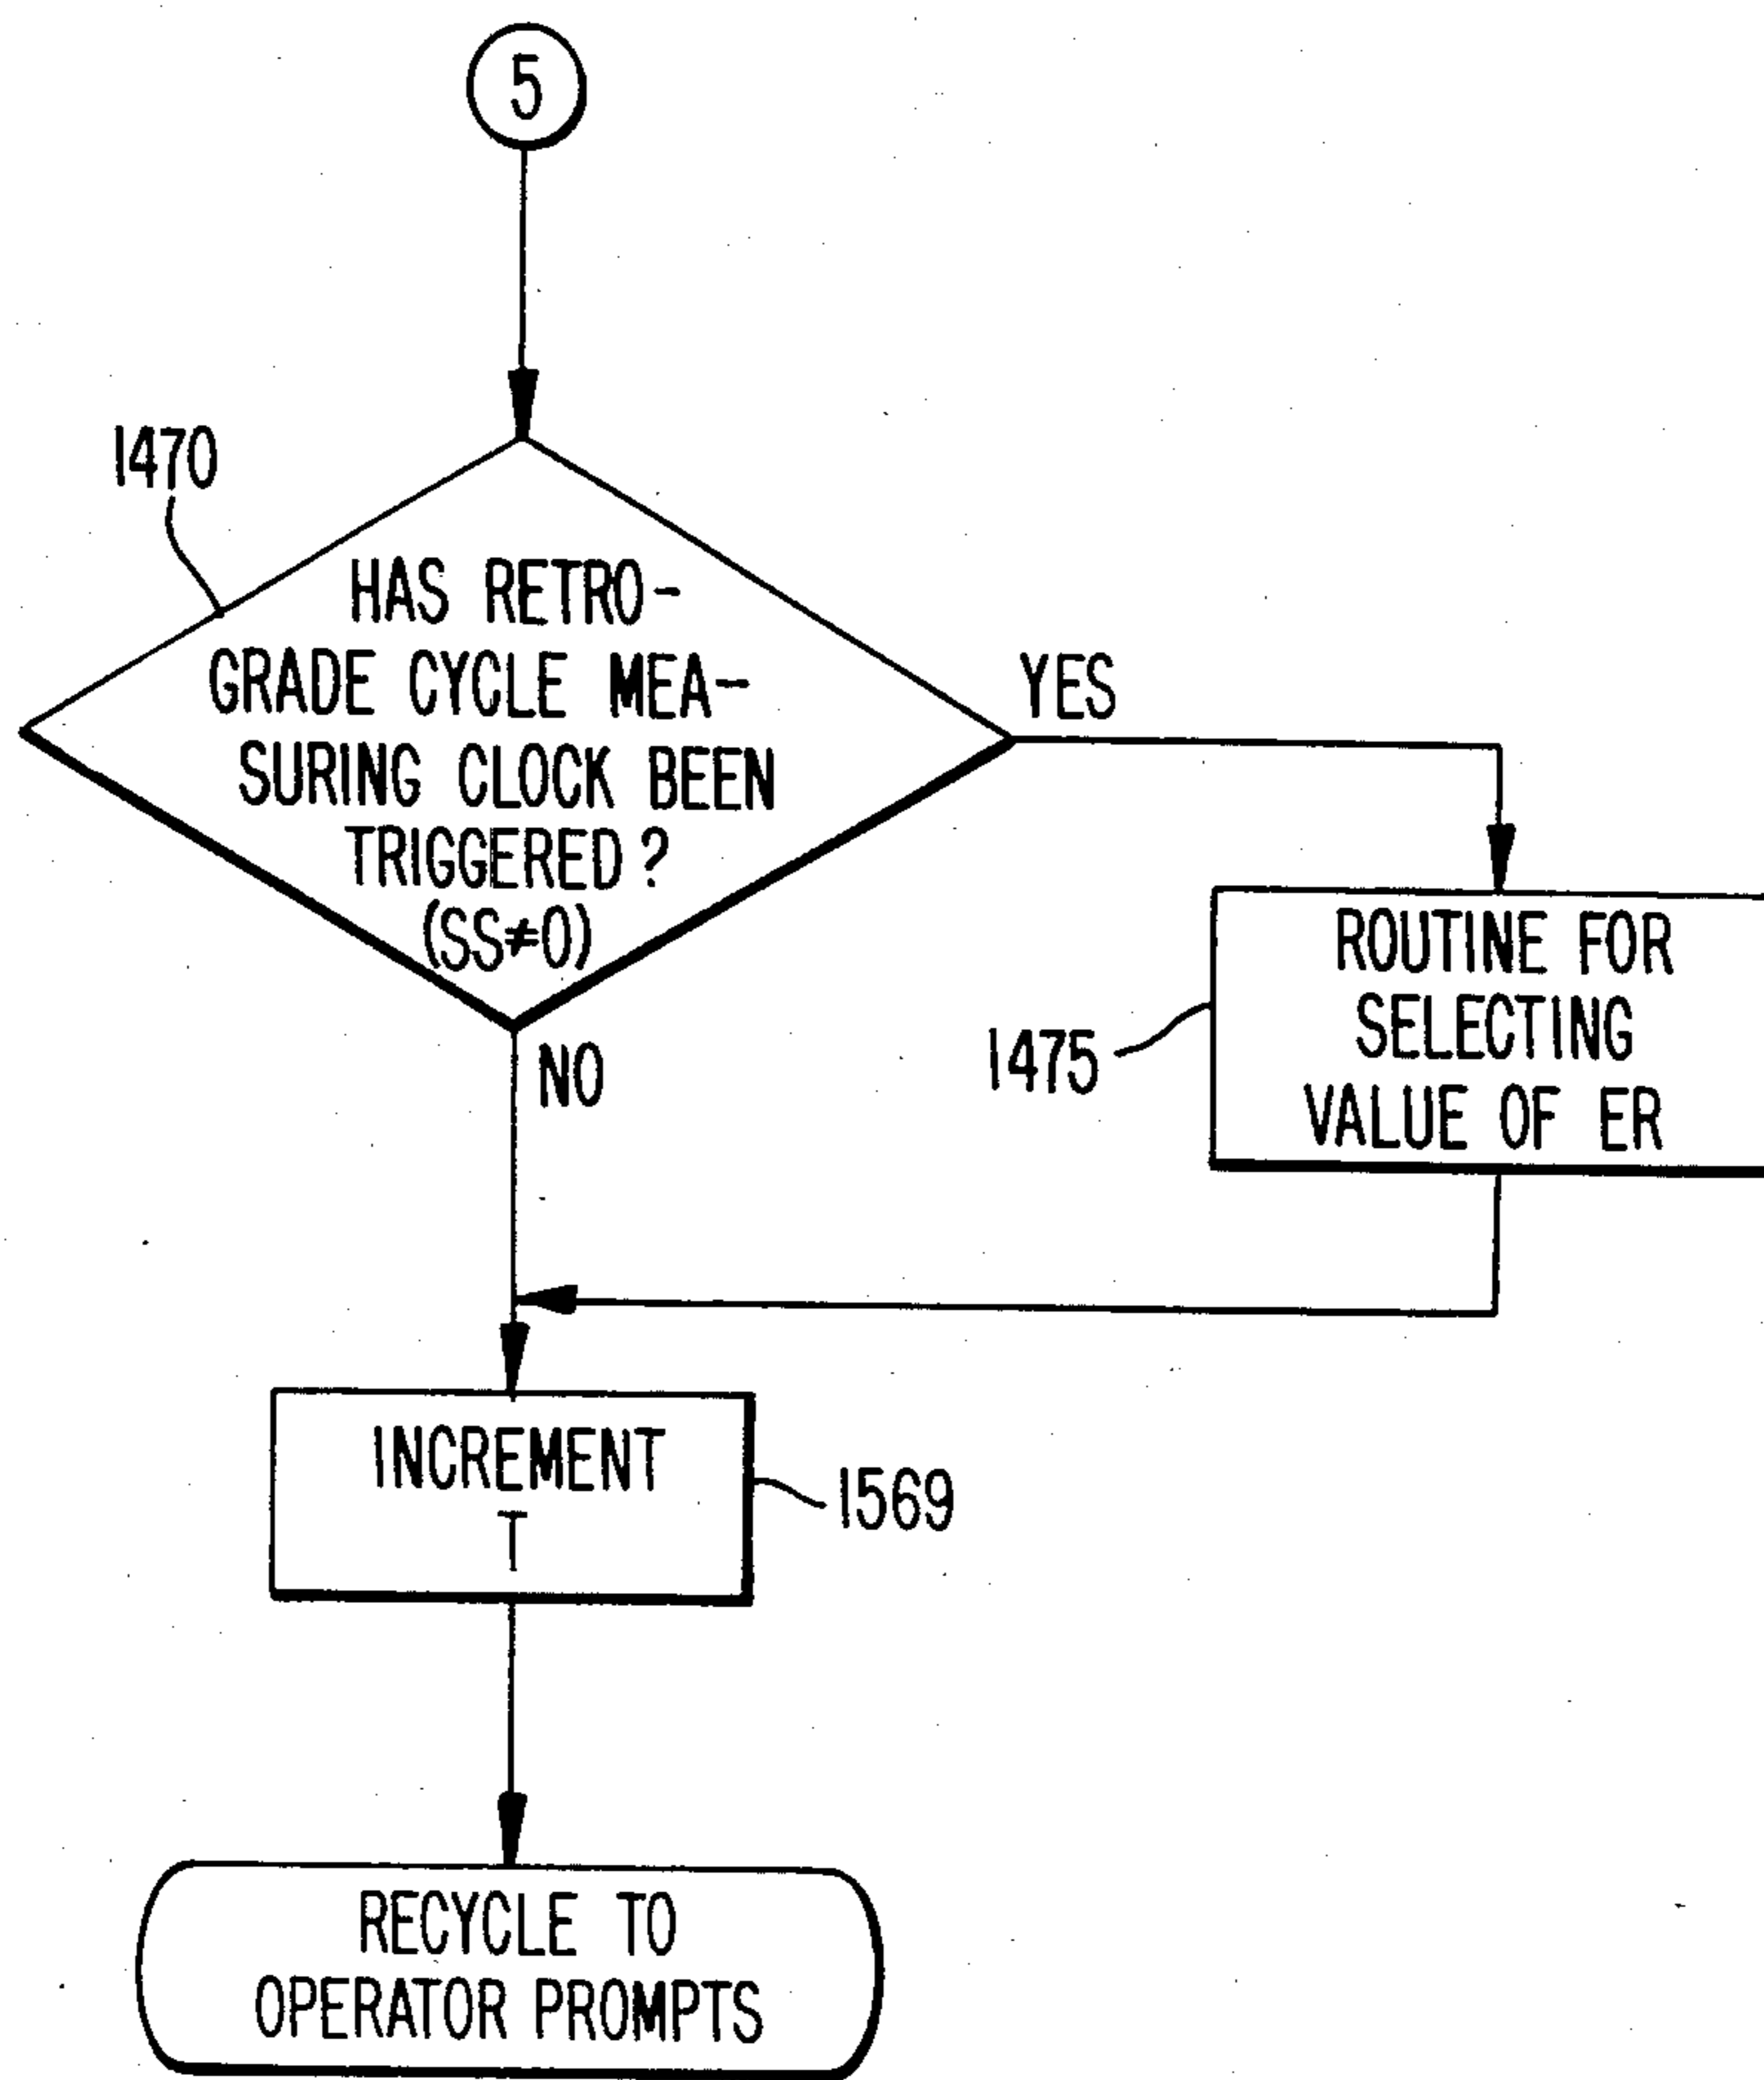 5
1470
HAS RETRO-
GRADE CYCLE MEA-
SURING CLOCK BEEN
TRIGGERED?
(SS≠0)
YES
NO
1475
ROUTINE FOR
SELECTING
VALUE OF ER
INCREMENT
T
1569
RECYCLE TO
OPERATOR PROMPTS